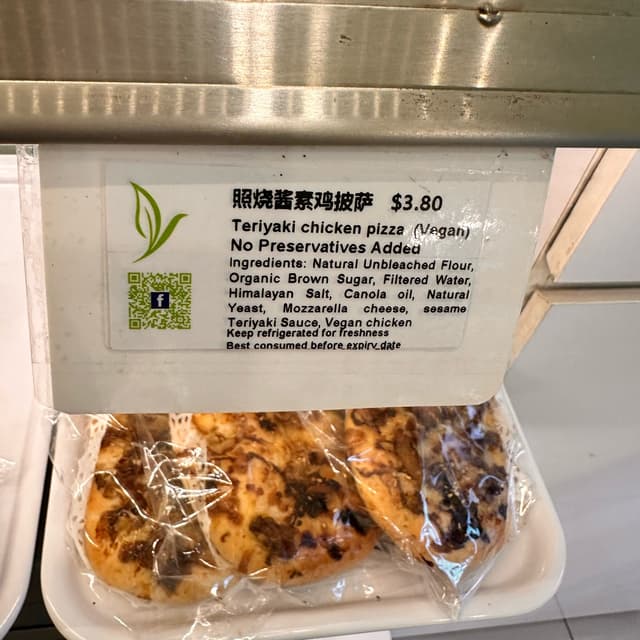 照烧酱素鸡披萨 $3.80
Teriyaki chicken pizza (Vegan)
No Preservatives Added
Ingredients: Natural Unbleached Flour,
Organic Brown Sugar, Filtered Water,
Himalayan Salt, Canola oil, Natural
Yeast, Mozzarella cheese, sesame
Teriyaki Sauce, Vegan chicken
Keep refrigerated for freshness
Best consumed before expiry date
f